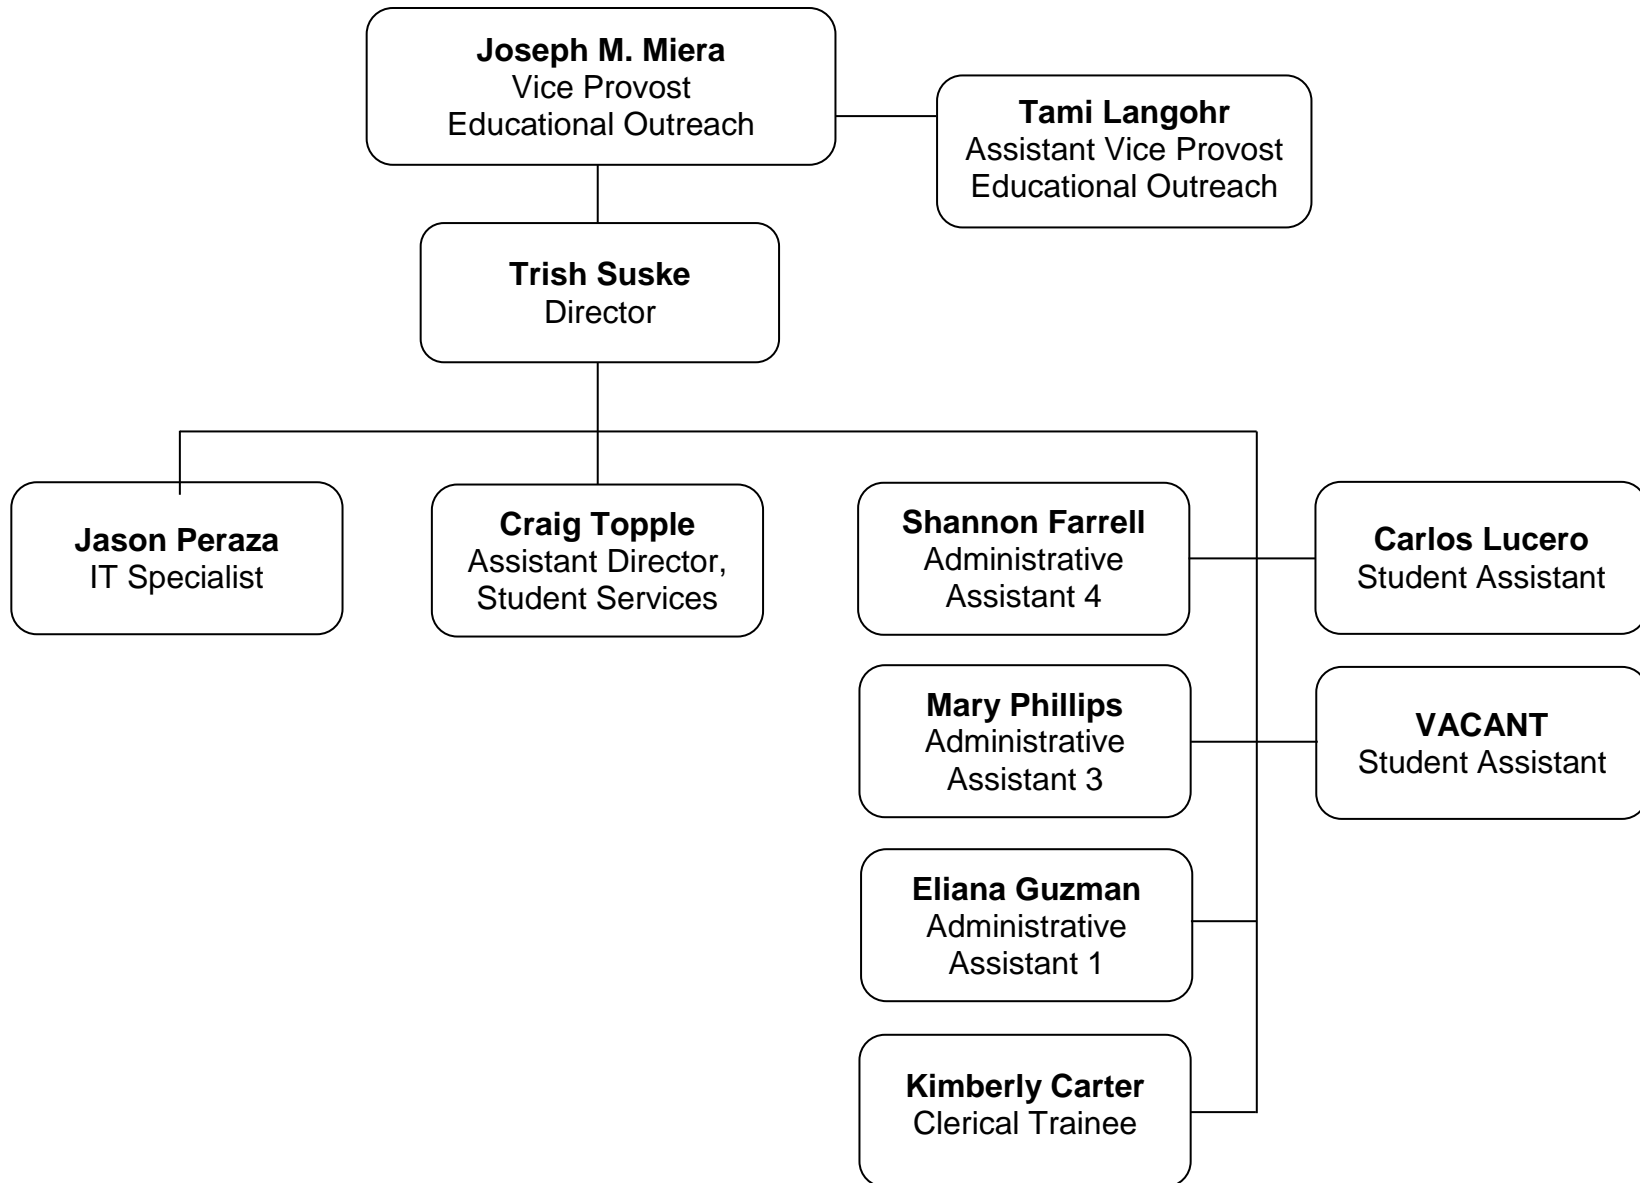 Joseph M. Miera
Vice Provost
Educational Outreach
Tami Langohr
Assistant Vice Provost
Educational Outreach
Trish Suske
Director
Jason Peraza
IT Specialist
Craig Topple
Assistant Director,
Student Services
Shannon Farrell
Administrative
Assistant 4
Carlos Lucero
Student Assistant
Mary Phillips
Administrative
Assistant 3
VACANT
Student Assistant
Eliana Guzman
Administrative
Assistant 1
Kimberly Carter
Clerical Trainee